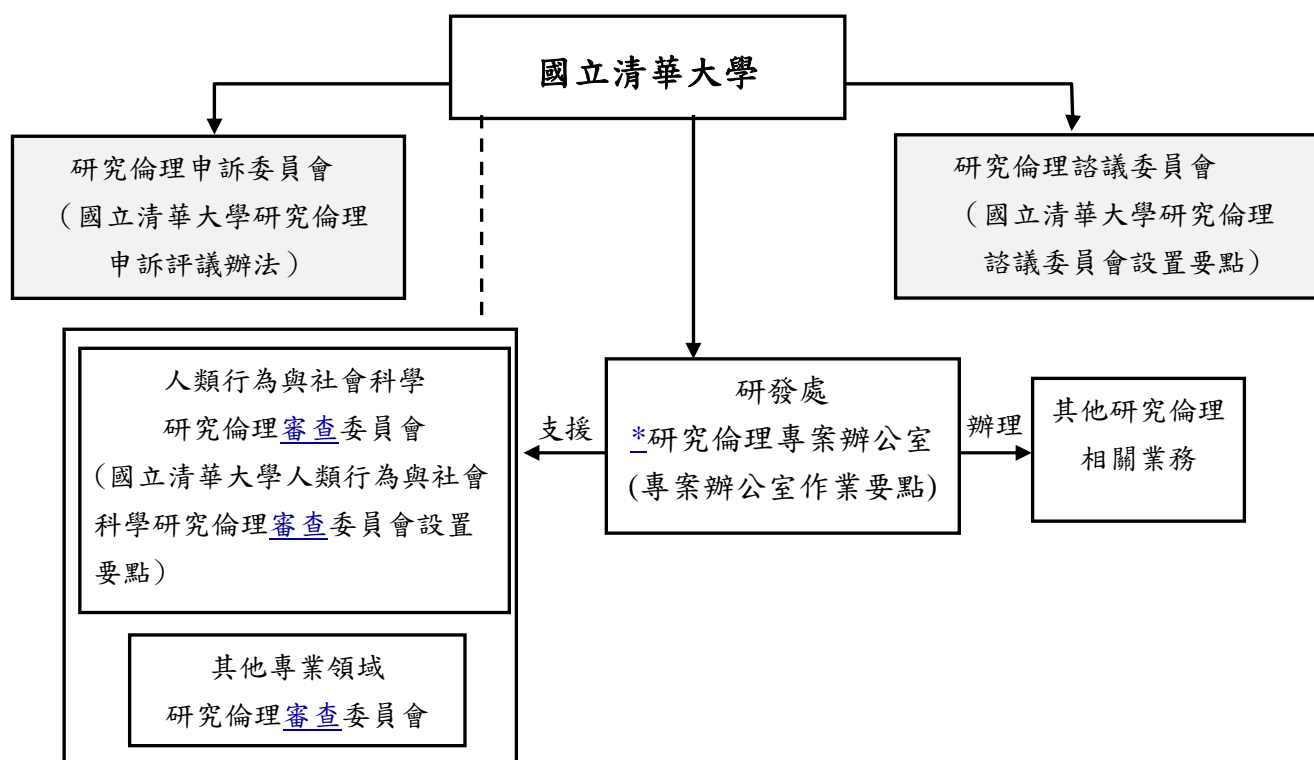 國立清華大學
研究倫理申訴委員會
（國立清華大學研究倫理
申訴評議辦法）
研究倫理諮議委員會
（國立清華大學研究倫理
諮議委員會設置要點）
人類行為與社會科學
研究倫理審查委員會
(國立清華大學人類行為與社會
科學研究倫理審查委員會設置
要點）
其他專業領域
研究倫理審查委員會
支援
研發處
*研究倫理專案辦公室
(專案辦公室作業要點)
辦理
其他研究倫理
相關業務